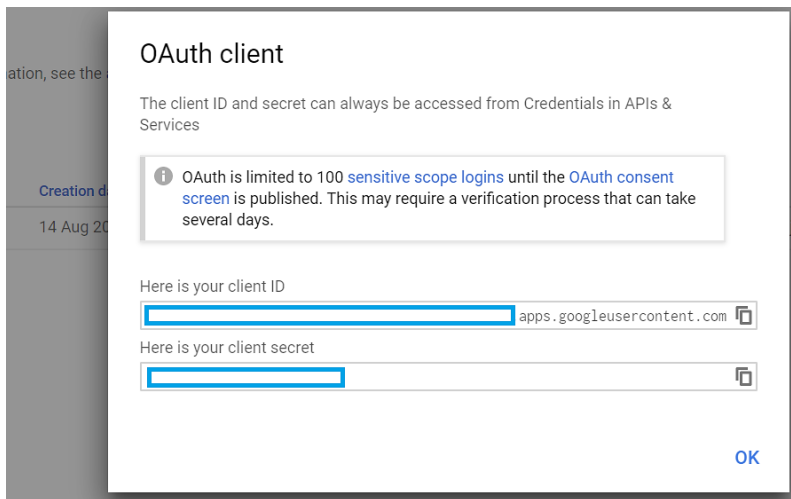 OAuth client
The client ID and secret can always be accessed from Credentials in APIs &
Services
ation, see the
OAuth is limited to 100 sensitive scope logins until the OAuth consent
screen is published. This may require a verification process that can take
several days.
Creation
14 Aug 20
Here is your client ID
apps.googleusercontent.com
Here is your client secret
OK